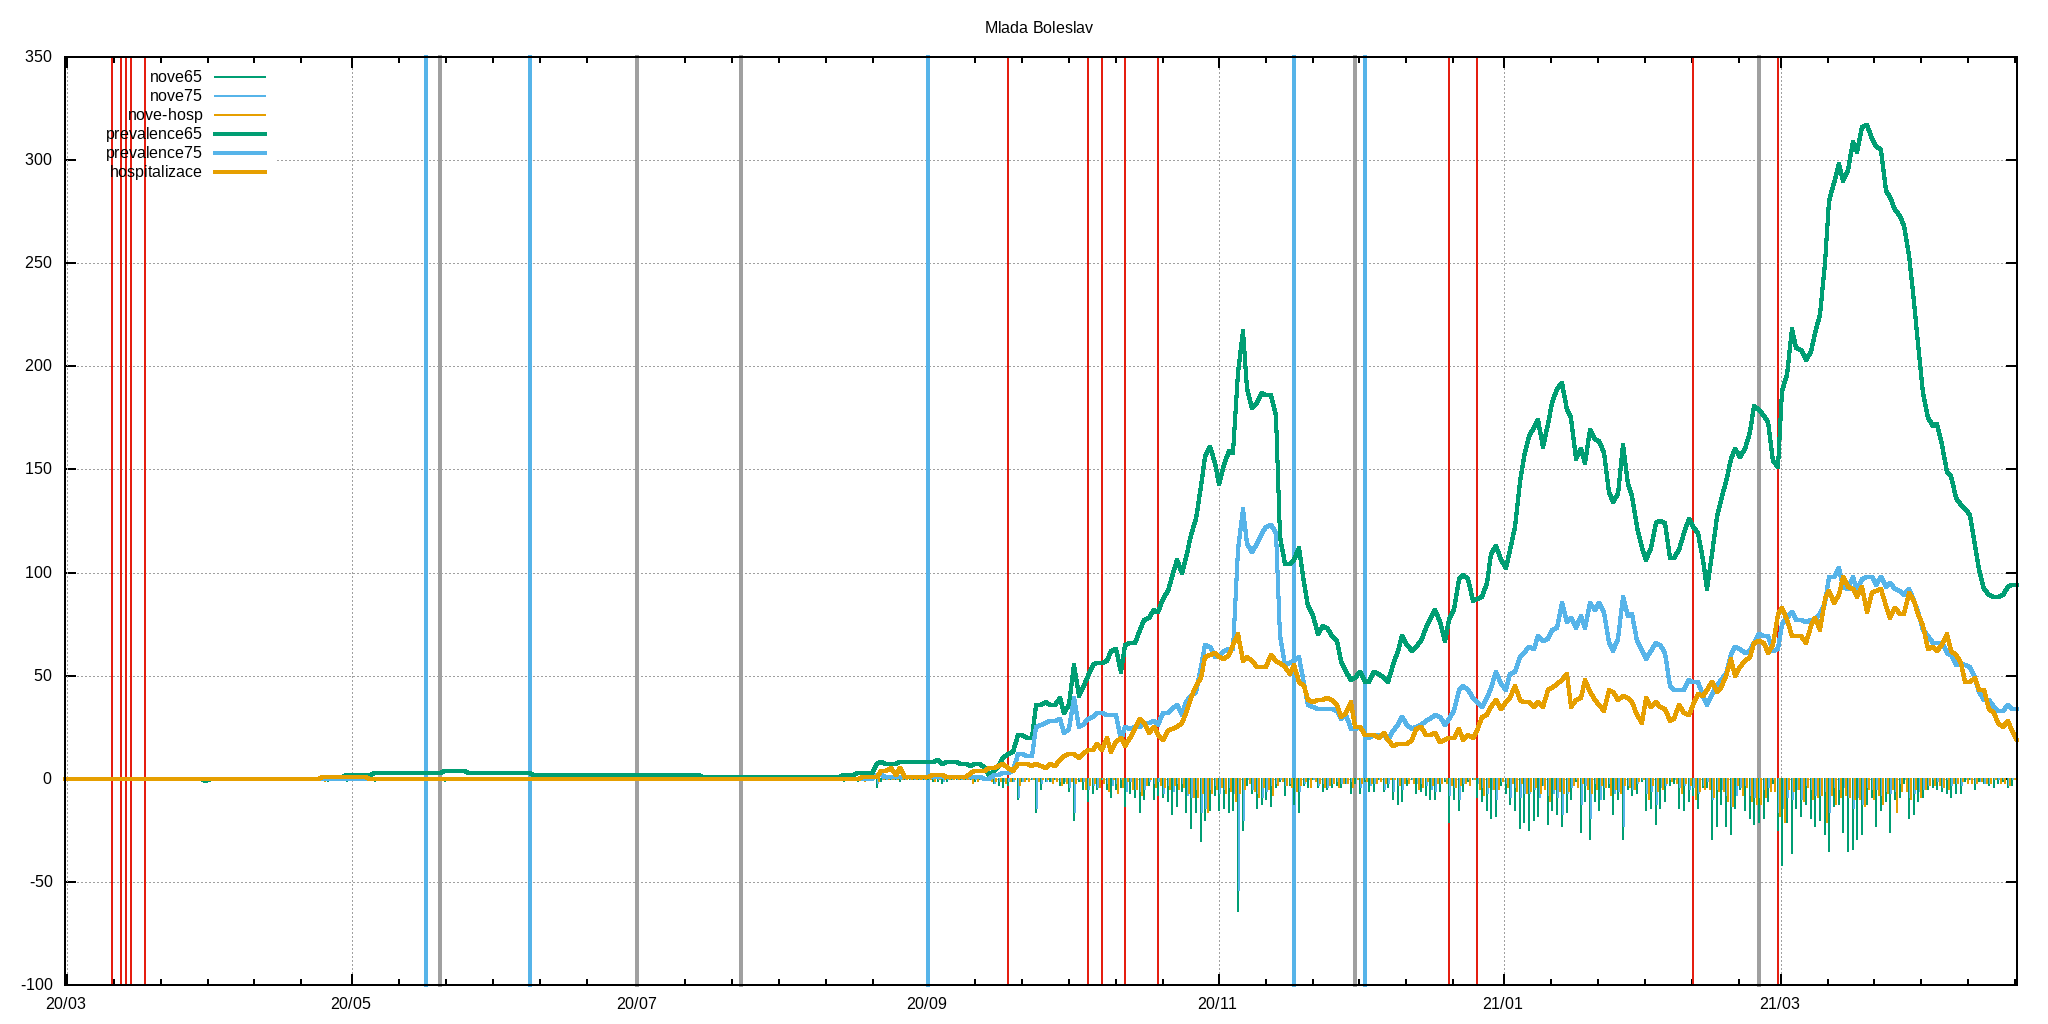 Mlada Boleslav
350
300
250
200
150
100
50
0
-50
-100
nove65
nove75
nove-hosp
prevalence65
prevalence75
hospitalizace
20/03 20/05 20/07 20/09 20/11 21/01 21/03